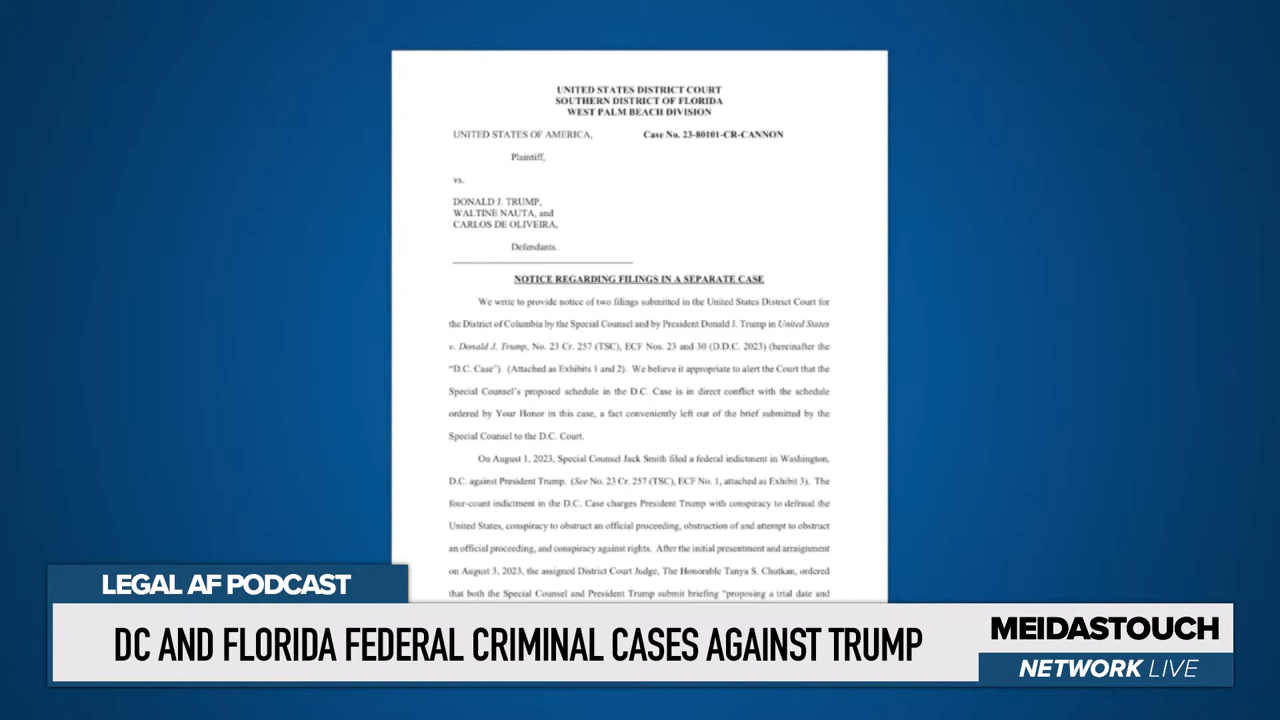 UNITED STATES DISTRICT COURT
SOUTHERN DISTRICT OF FLORIDA
WEST PALM BEACH DIVISION
UNITED STATES OF AMERICA,
Case No. 23-80101-CR-CANNON
Plaintiff,
vs.
DONALD J. TRUMP,
WALTINE NAUTA, and
CARLOS DE OLIVEIRA,
Defendants.
NOTICE REGARDING FILINGS IN A SEPARATE CASE
We write to provide notice of two filings submitted in the United States District Court for
the District of Columbia by the Special Counsel and by President Donald J. Trump in United States
v. Donald J. Trump, No. 23 Cr. 257 (TSC), ECF Nos. 23 and 30 (D.D.C. 2023) (hereinafter the
“D.C. Case”). (Attached as Exhibits 1 and 2). We believe it appropriate to alert the Court that the
Special Counsel’s proposed schedule in the D.C. Case is in direct conflict with the schedule
ordered by Your Honor in this case, a fact conveniently left out of the brief submitted by the
Special Counsel to the D.C. Court.
On August 1, 2023, Special Counsel Jack Smith filed a federal indictment in Washington,
D.C. against President Trump. (See No. 23 Cr. 257 (TSC), ECF No. 1, attached as Exhibit 3). The
four-count indictment in the D.C. Case charges President Trump with conspiracy to defraud the
United States, conspiracy to obstruct an official proceeding, obstruction of and attempt to obstruct
an official proceeding, and conspiracy against rights. After the initial presentment and arraignment
on August 3, 2023, the assigned District Court Judge, The Honorable Tanya S. Chutkan, ordered
that both the Special Counsel and President Trump submit briefing “proposing a trial date and
LEGAL AF PODCAST
DC AND FLORIDA FEDERAL CRIMINAL CASES AGAINST TRUMP
MEIDASTOUCH
NETWORK LIVE